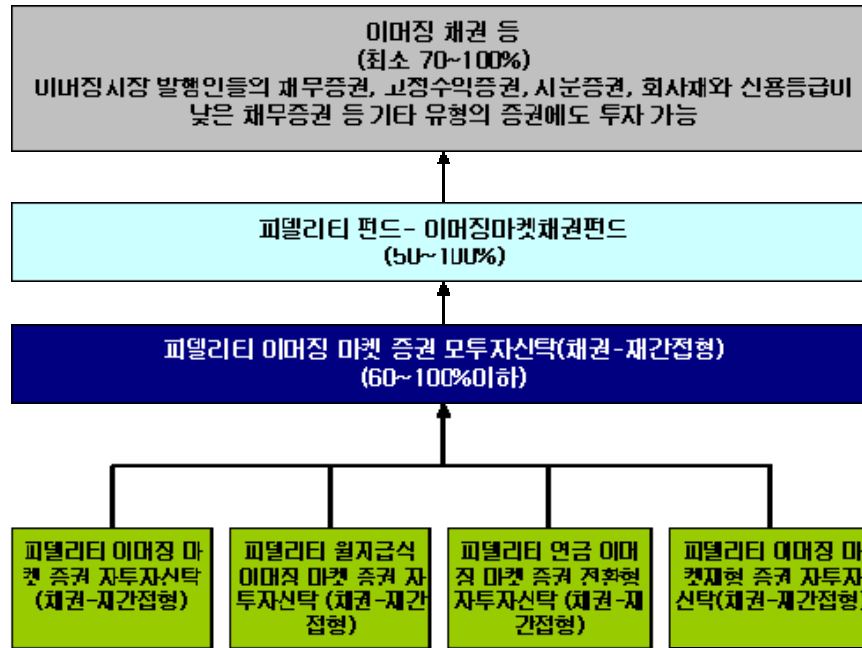 이머징 채권 등
(최소 70~100%)
이머징시장 발행인들의 채무증권, 고정수익증권, 지분증권, 회사채와 신용등급이
낮은 채무증권 등 기타 유형의 증권에도 투자 가능
피델리티 펀드- 이머징마켓채권펀드
(50~100%)
피델리티 이머징 마켓 증권 모투자신탁(채권-재간접형)
(60~100%이하)
피델리티 이머징 마
켓 증권 자투자신탁
(채권-재간접형)
피델리티 월지급식
이머징 마켓 증권 자
투자신탁 (채권-재간
접형)
피델리티 연금 이머
징 마켓 증권 전환형
자투자신탁 (채권-재
간접형)
피델리티 이머징 마
켓재형 증권 자투자
신탁(채권-재간접형)